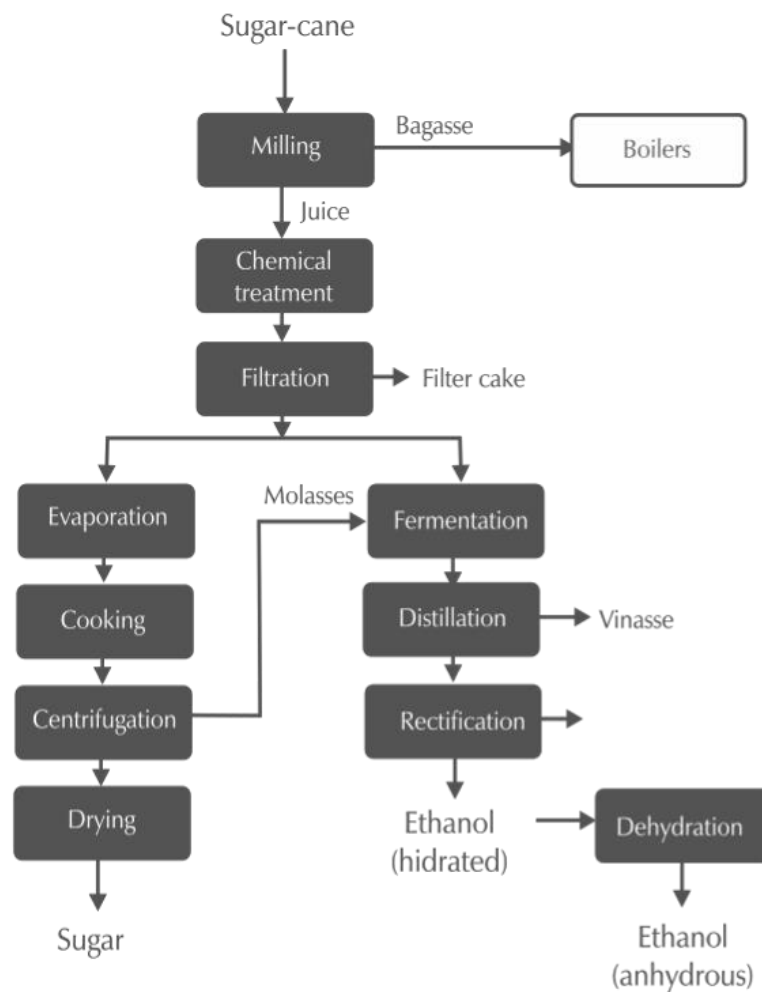 Sugar-cane
Milling
Bagasse
Boilers
Juice
Chemical
treatment
Filtration
Filter cake
Evaporation
Molasses
Fermentation
Cooking
Distillation
Vinasse
Centrifugation
Rectification
Drying
Ethanol
(hidrated)
Dehydration
Sugar
Ethanol
(anhydrous)